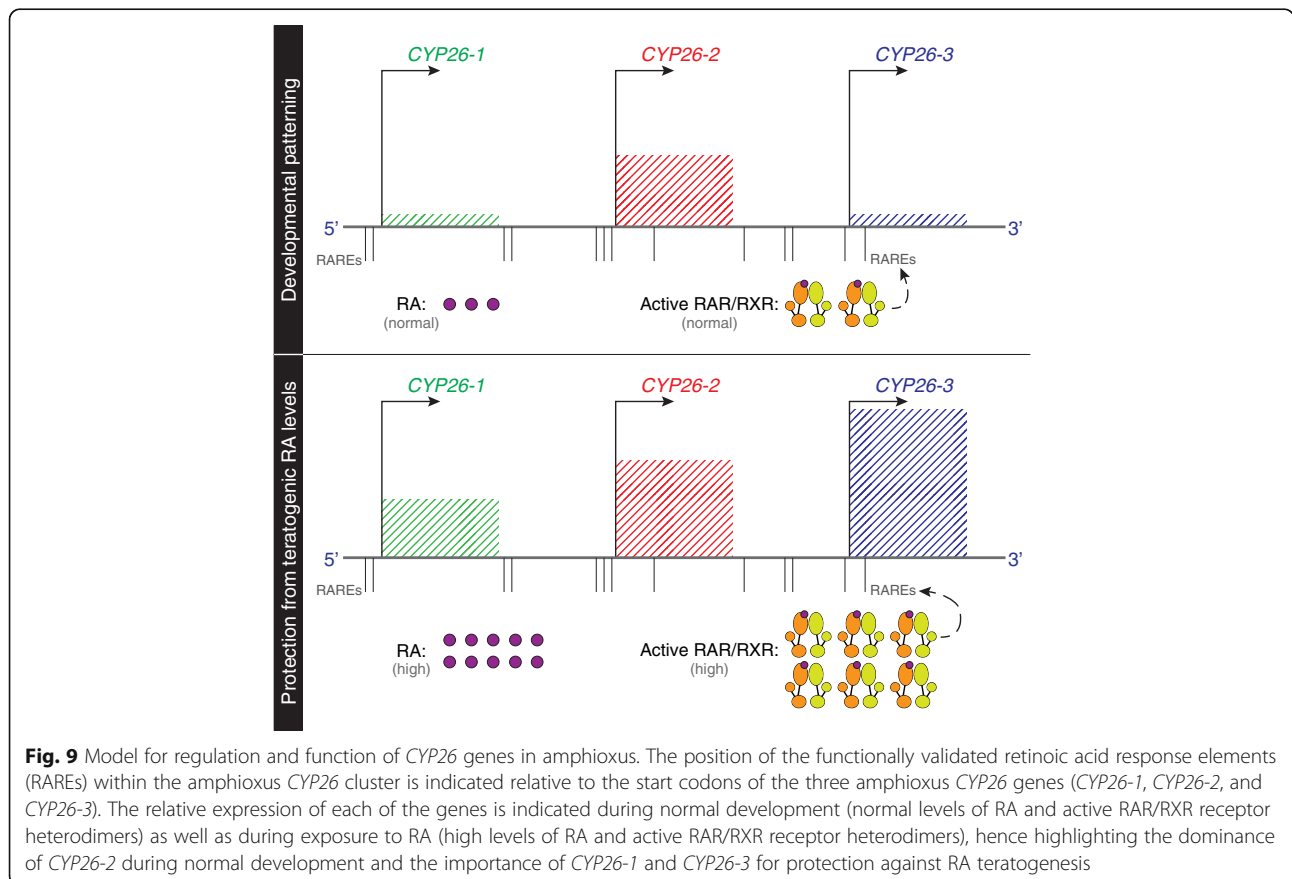 Developmental patterning
CYP26-1 CYP26-2 CYP26-3
5’ 3’
RAREs RAREs
RA: Active RAR/RXR:
(normal) (normal)
Protection from teratogenic RA levels
CYP26-1 CYP26-2 CYP26-3
5’ 3’
RAREs RAREs
RA: Active RAR/RXR:
(high) (high)
Fig. 9 Model for regulation and function of CYP26 genes in amphioxus. The position of the functionally validated retinoic acid response elements
(RAREs) within the amphioxus CYP26 cluster is indicated relative to the start codons of the three amphioxus CYP26 genes (CYP26-1, CYP26-2, and
CYP26-3). The relative expression of each of the genes is indicated during normal development (normal levels of RA and active RAR/RXR receptor
heterodimers) as well as during exposure to RA (high levels of RA and active RAR/RXR receptor heterodimers), hence highlighting the dominance
of CYP26-2 during normal development and the importance of CYP26-1 and CYP26-3 for protection against RA teratogenesis